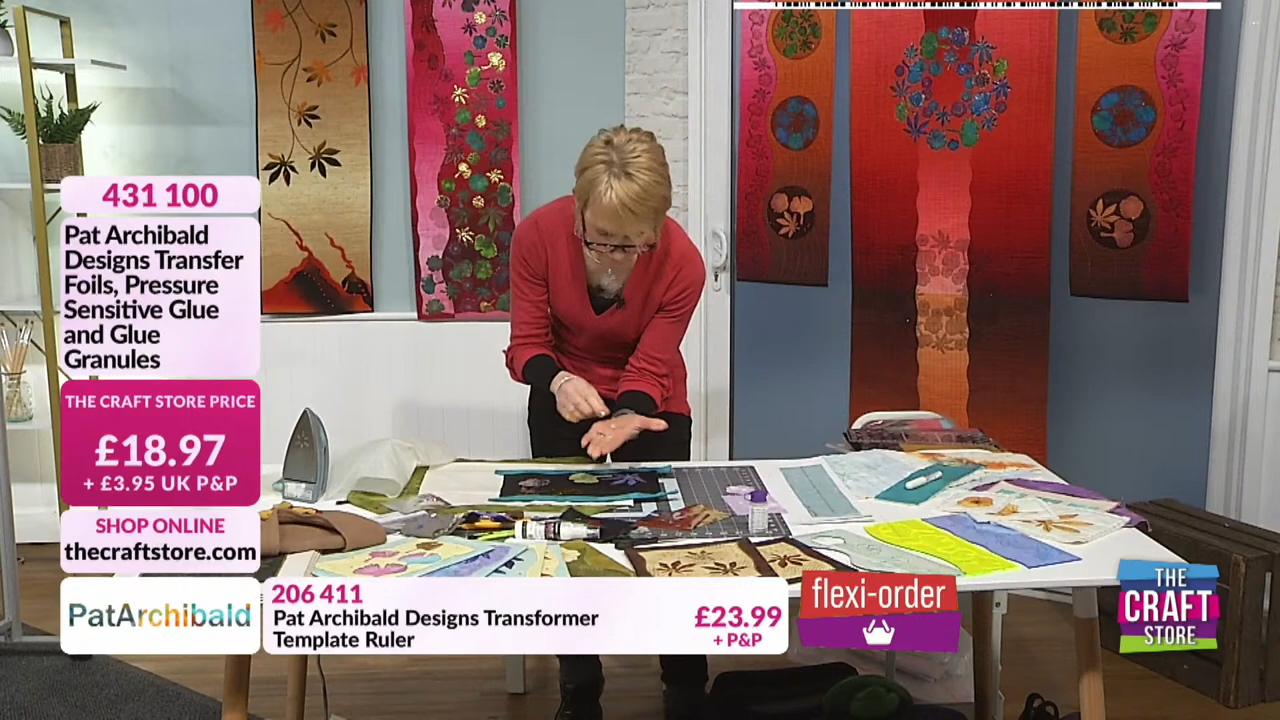 431 100
Pat Archibald
Designs Transfer
Foils, Pressure
Sensitive Glue
and Glue
Granules
THE CRAFT STORE PRICE
£18.97
+ £3.95 UK P&P
SHOP ONLINE
thecraftstore.com
PatArchibald
206 411
Pat Archibald Designs Transformer
Template Ruler
£23.99
+ P&P
flexi-order
THE
CRAFT
STORE